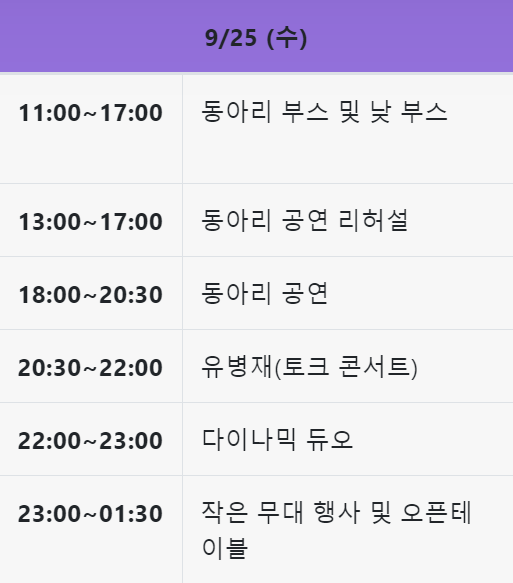 9/25 (수)
11:00~17:00 동아리 부스 및 낮 부스
13:00~17:00 동아리 공연 리허설
18:00~20:30 동아리 공연
20:30~22:00 유병재(토크 콘서트)
22:00~23:00 다이나믹 듀오
23:00~01:30 작은 무대 행사 및 오픈테
이블